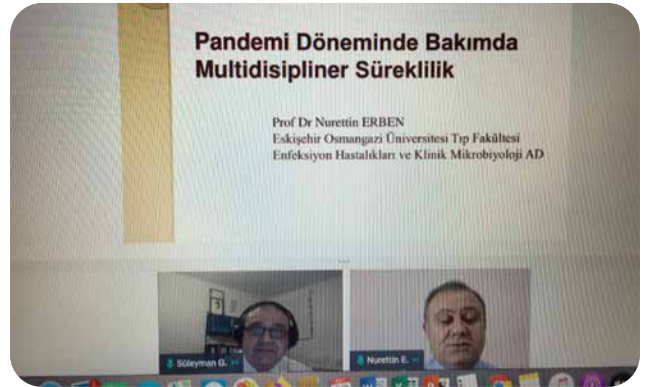 Pandemi Döneminde Bakımda
Multidisipliner Süreklilik
Prof Dr Nurettin ERBEN
Eskişehir Osmangazi Üniversitesi Tıp Fakültesi
Enfeksiyon Hastalıkları ve Klinik Mikrobiyoloji AD
Süleyman G.
Nurettin E.